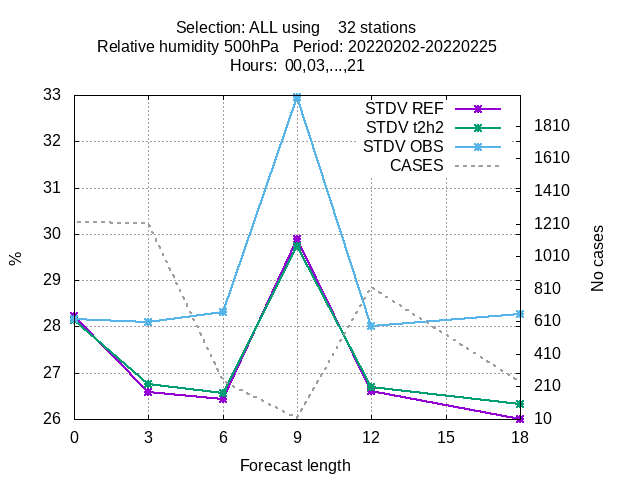 Selection: ALL using    32 stations
Relative humidity 500hPa   Period: 20220202-20220225
Hours:  00,03,...,21
STDV REF
STDV t2h2
STDV OBS
CASES
33
32
31
30
29
28
27
26
%
1810
1610
1410
1210
1010
810
610
410
210
10
No cases
0 3 6 9 12 15 18
Forecast length